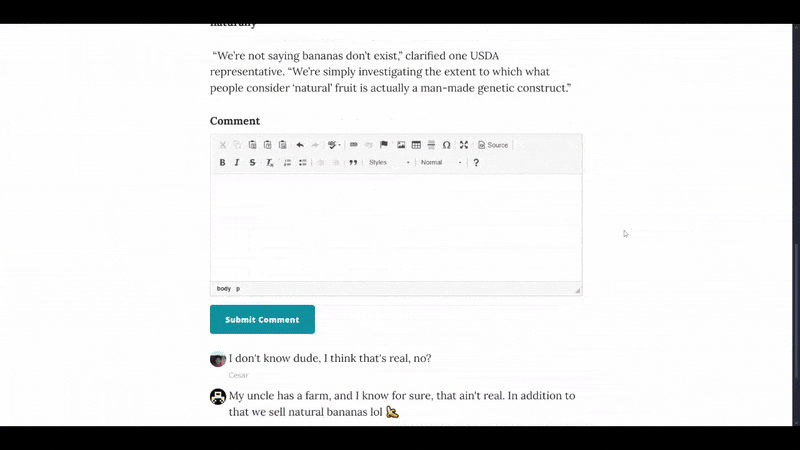 naturally
“We’re not saying bananas don’t exist,” clarified one USDA
representative. “We’re simply investigating the extent to which what
people consider ‘natural’ fruit is actually a man-made genetic construct.”
Comment
Source
B I S Tx Styles Normal ?
body p
Submit Comment
I don't know dude, I think that's real, no?
Cesar
My uncle has a farm, and I know for sure, that ain't real. In addition to
that we sell natural bananas lol